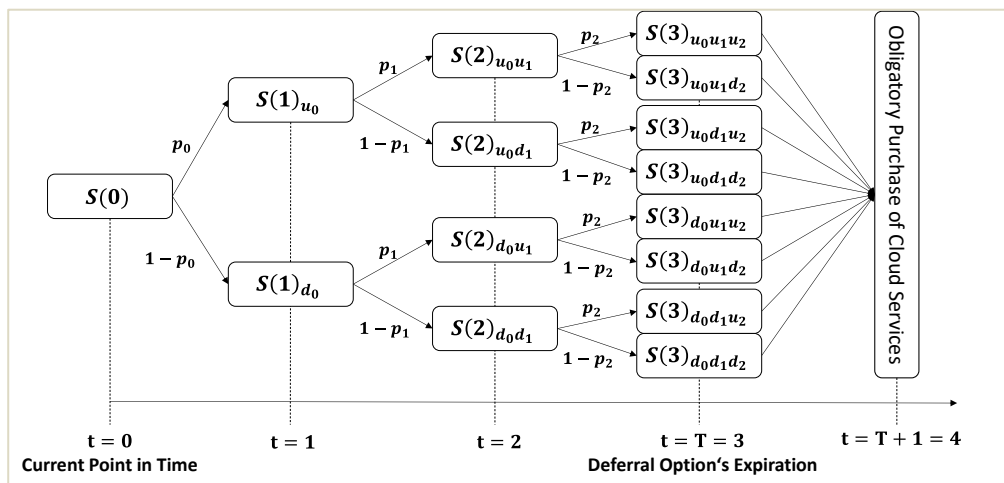 S(0)
p₀
1 − p₀
S(1)u₀
S(1)d₀
p₁
1 − p₁
p₁
1 − p₁
S(2)u₀u₁
S(2)u₀d₁
S(2)d₀u₁
S(2)d₀d₁
p₂
1 − p₂
p₂
1 − p₂
p₂
1 − p₂
p₂
1 − p₂
S(3)u₀u₁u₂
S(3)u₀u₁d₂
S(3)u₀d₁u₂
S(3)u₀d₁d₂
S(3)d₀u₁u₂
S(3)d₀u₁d₂
S(3)d₀d₁u₂
S(3)d₀d₁d₂
Obligatory Purchase of Cloud Services
t = 0
t = 1
t = 2
t = T = 3
t = T + 1 = 4
Current Point in Time
Deferral Option‘s Expiration